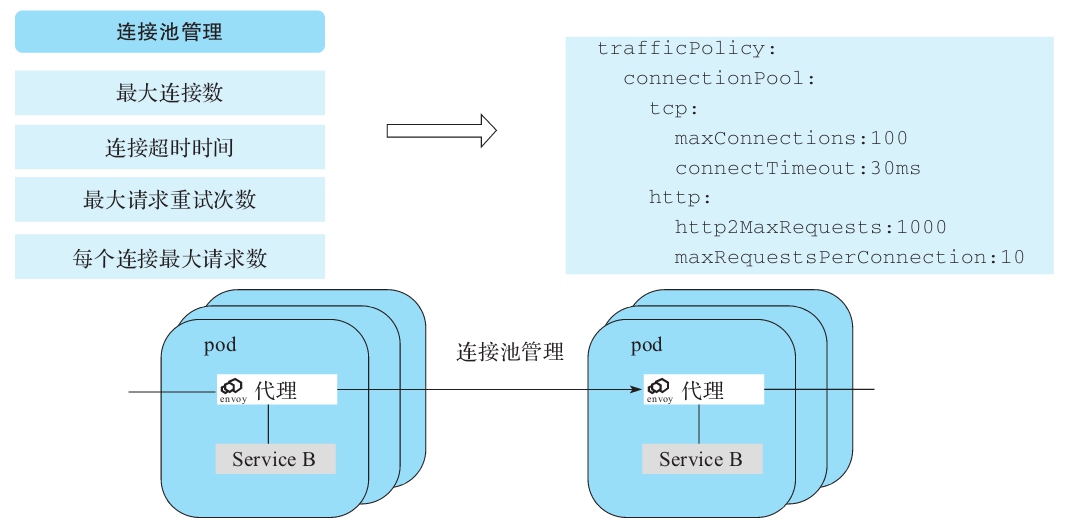 连接池管理
最大连接数
连接超时时间
最大请求重试次数
每个连接最大请求数
trafficPolicy:
connectionPool:
tcp:
maxConnections:100
connectTimeout:30ms
http:
http2MaxRequests:1000
maxRequestsPerConnection:10
pod
envoy
代理
Service B
连接池管理
pod
envoy
代理
Service B